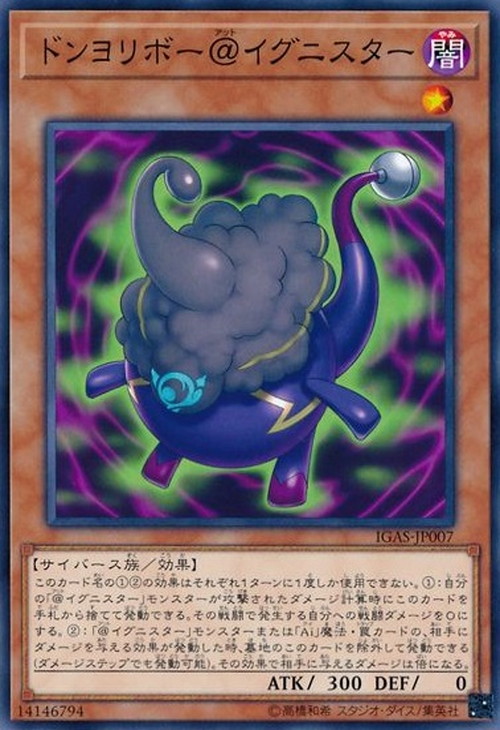 ドンヨリボー@イグニスター
闇
IGAS-JP007
【サイバース族/効果】
このカード名の①②の効果はそれぞれ1ターンに1度しか使用できない。①:自分
の「@イグニスター」モンスターが攻撃されたダメージ計算時にこのカードを
手札から捨てて発動できる。その戦闘で発生する自分への戦闘ダメージを0に
する。②:「@イグニスター」モンスターまたは「Ai」魔法・罠カードの、相手に
ダメージを与える効果が発動した時、墓地のこのカードを除外して発動できる
(ダメージステップでも発動可能)。その効果で相手に与えるダメージは倍になる。
ATK/ 300 DEF/ 0
14146794
©高橋和希 スタジオ・ダイス/集英社